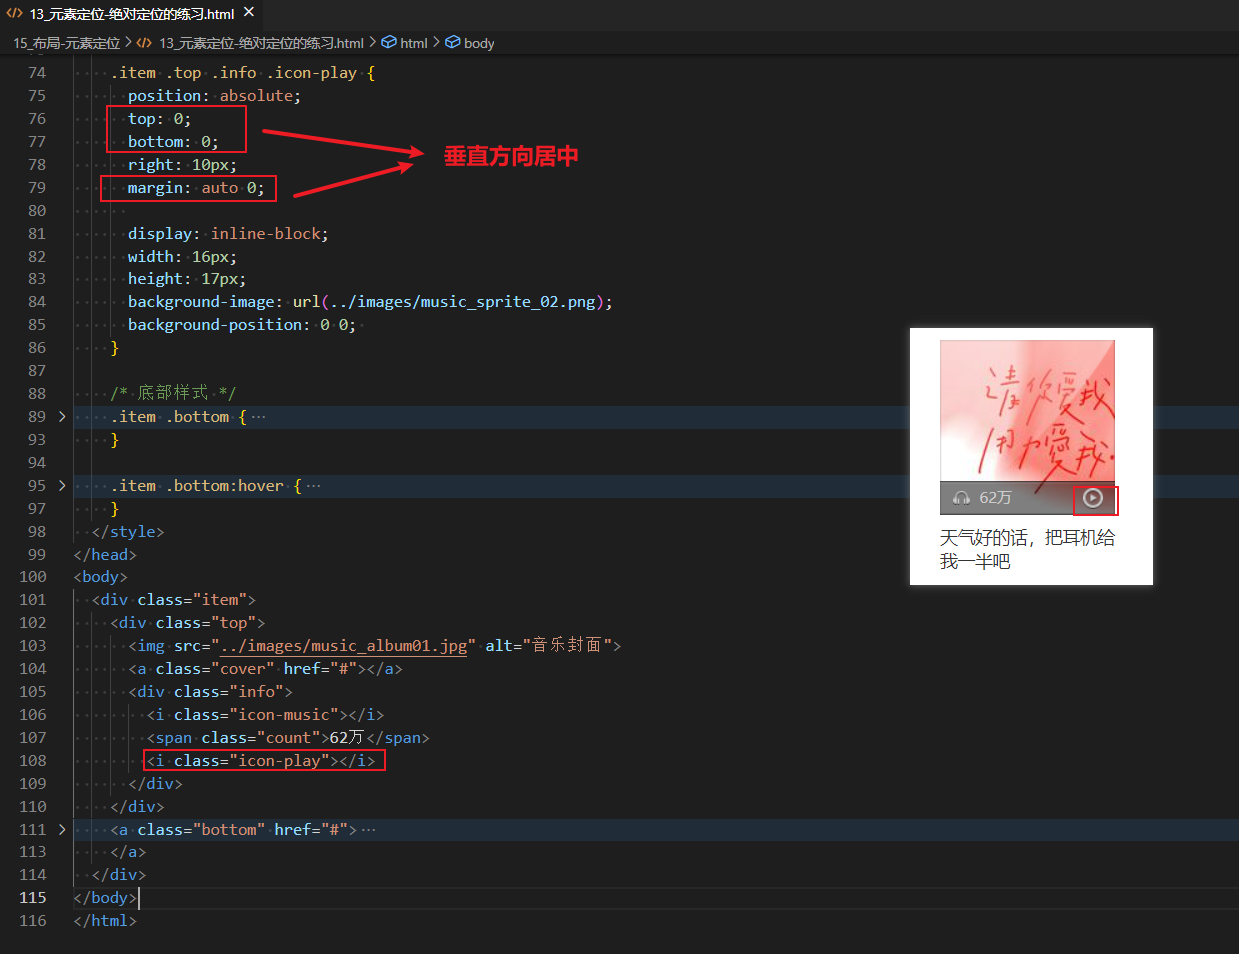 13_元素定位-绝对定位的练习.html
15_布局-元素定位 > 13_元素定位-绝对定位的练习.html > html > body
74 .item .top .info .icon-play {
75 position: absolute;
76 top: 0;
77 bottom: 0;
78 right: 10px;
79 margin: auto 0;
垂直方向居中
80
81 display: inline-block;
82 width: 16px;
83 height: 17px;
84 background-image: url(../images/music_sprite_02.png);
85 background-position: 0 0;
86 }
87
88 /* 底部样式 */
89 .item .bottom { ···
93 }
94
95 .item .bottom:hover { ···
97 }
98 </style>
99 </head>
100 <body>
101 <div class="item">
102 <div class="top">
103 <img src="../images/music_album01.jpg" alt="音乐封面">
104 <a class="cover" href="#"></a>
105 <div class="info">
106 <i class="icon-music"></i>
107 <span class="count">62万</span>
108 <i class="icon-play"></i>
109 </div>
110 </div>
111 <a class="bottom" href="#"> ···
113 </a>
114 </div>
115 </body>
116 </html>
请你爱我
用力爱我.
62万
天气好的话，把耳机给
我一半吧